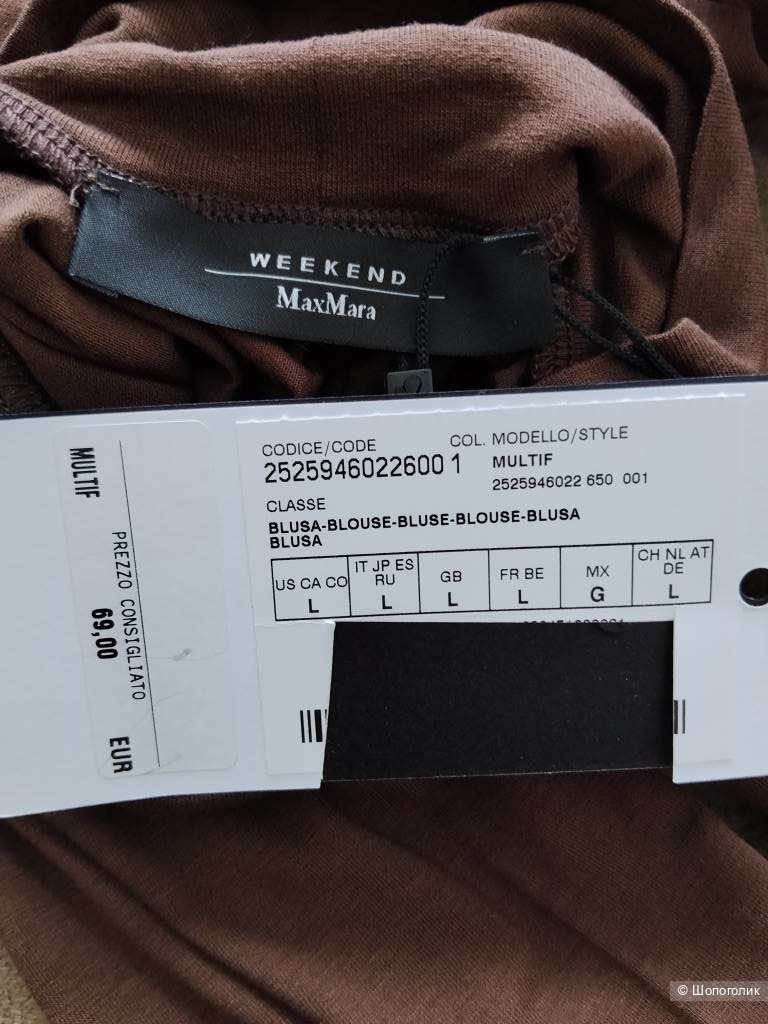 WEEKEND
MaxMara
MULTIF
PREZZO CONSIGLIATO
69,00
EUR
CODICE/CODE
COL. MODELLO/STYLE
2525946022600 1
MULTIF
2525946022 650 001
CLASSE
BLUSA-BLOUSE-BLUSE-BLOUSE-BLUSA
BLUSA
US CA CO
L
IT JP ES
RU
L
GB
L
FR BE
L
MX
G
CH NL AT
DE
L
© Шопоголик